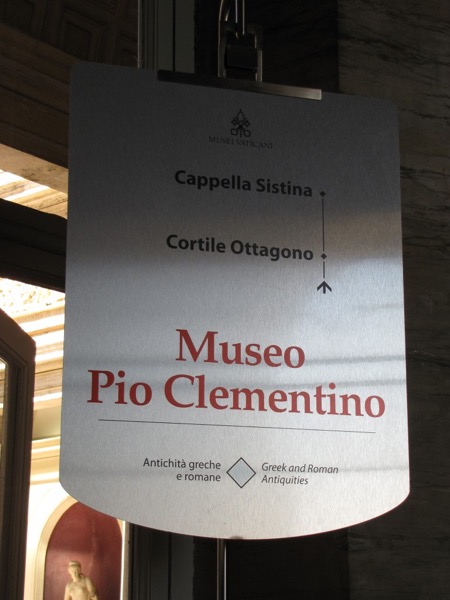 MUSEI VATICANI
Cappella Sistina
Cortile Ottagono
Museo
Pio Clementino
Antichità greche
e romane
Greek and Roman
Antiquities